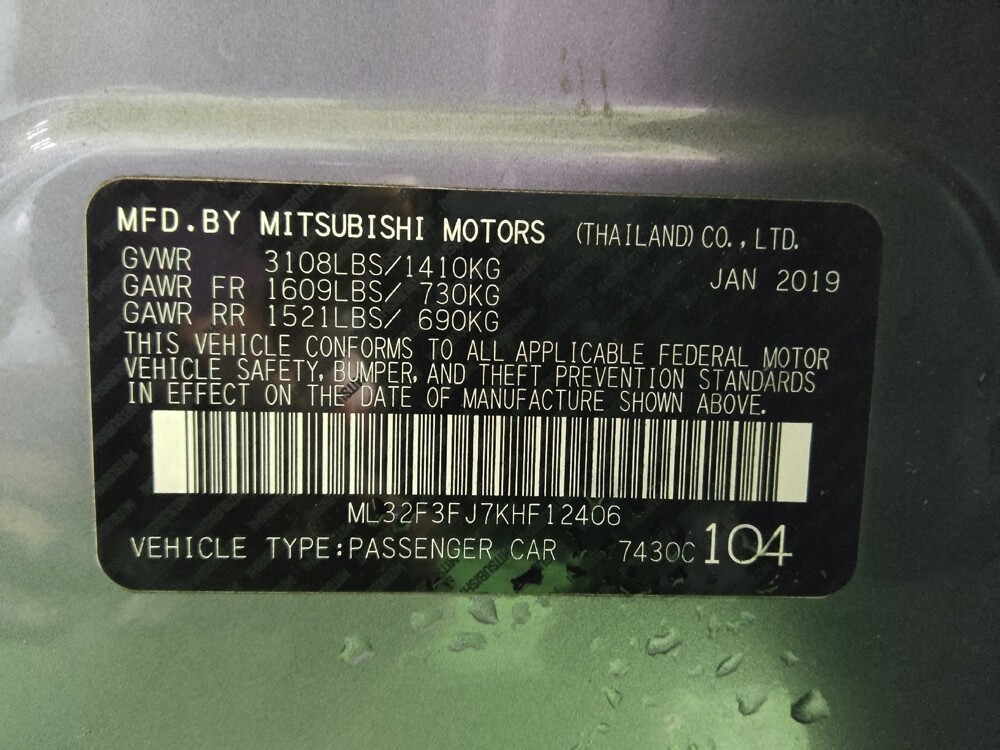 MFD.BY MITSUBISHI MOTORS (THAILAND) CO., LTD.
GVWR 3108LBS/1410KG JAN 2019
GAWR FR 1609LBS/ 730KG
GAWR RR 1521LBS/ 690KG
THIS VEHICLE CONFORMS TO ALL APPLICABLE FEDERAL MOTOR
VEHICLE SAFETY, BUMPER, AND THEFT PREVENTION STANDARDS
IN EFFECT ON THE DATE OF MANUFACTURE SHOWN ABOVE.
ML32F3FJ7KHF12406
VEHICLE TYPE:PASSENGER CAR 7430C 104
MITSUBISHI